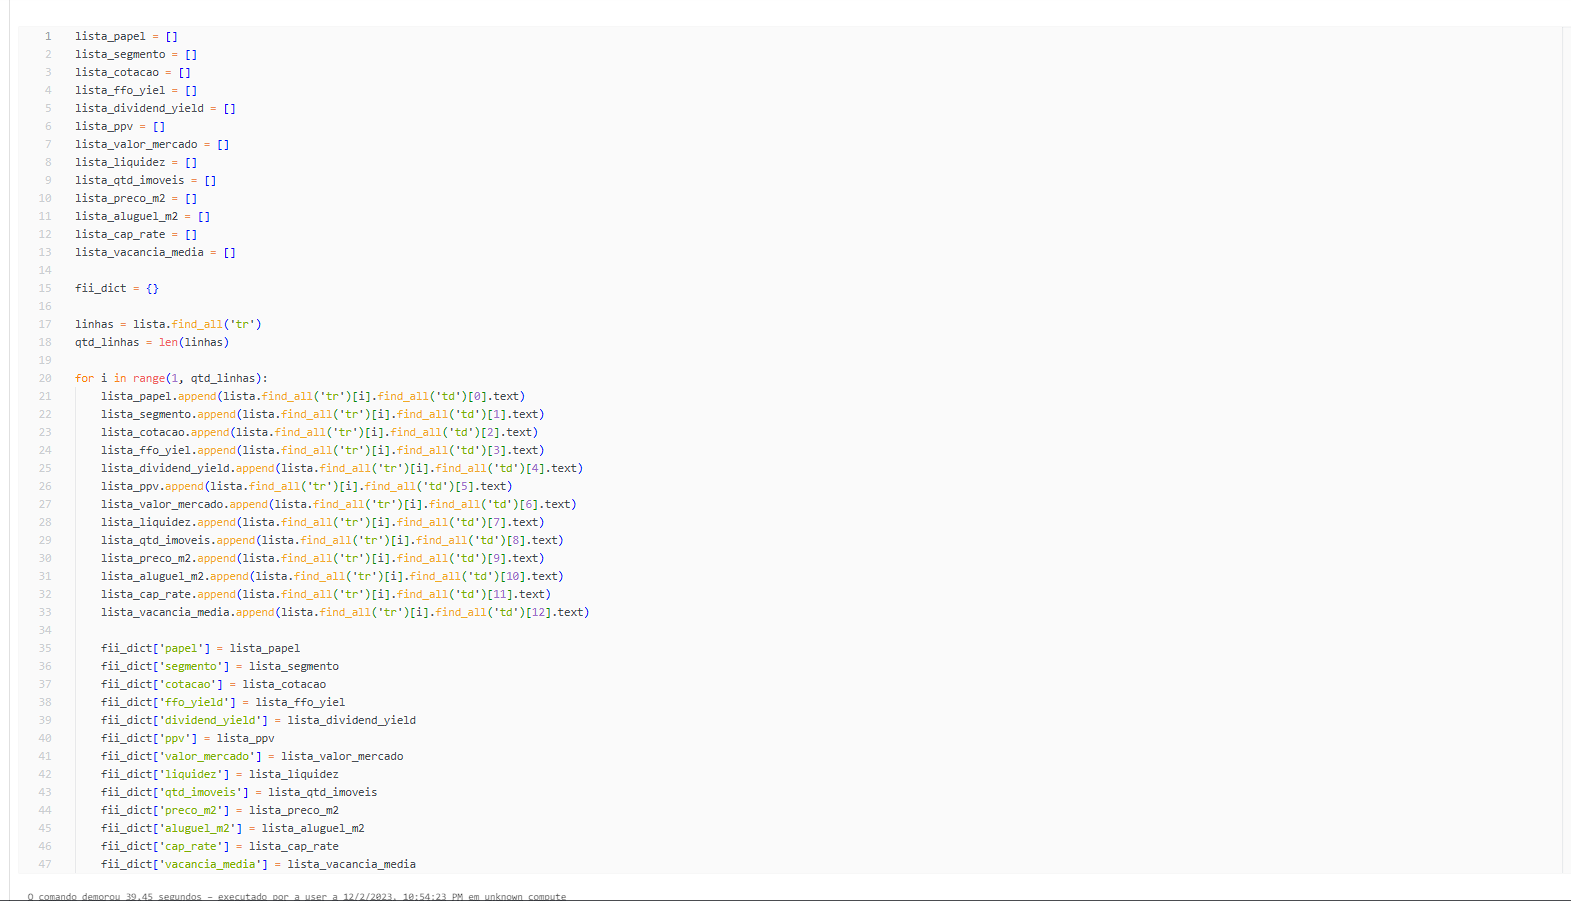 1 lista_papel = []
2 lista_segmento = []
3 lista_cotacao = []
4 lista_ffo_yiel = []
5 lista_dividend_yield = []
6 lista_ppv = []
7 lista_valor_mercado = []
8 lista_liquidez = []
9 lista_qtd_imoveis = []
10 lista_preco_m2 = []
11 lista_aluguel_m2 = []
12 lista_cap_rate = []
13 lista_vacancia_media = []
14
15 fii_dict = {}
16
17 linhas = lista.find_all('tr')
18 qtd_linhas = len(linhas)
19
20 for i in range(1, qtd_linhas):
21 lista_papel.append(lista.find_all('tr')[i].find_all('td')[0].text)
22 lista_segmento.append(lista.find_all('tr')[i].find_all('td')[1].text)
23 lista_cotacao.append(lista.find_all('tr')[i].find_all('td')[2].text)
24 lista_ffo_yiel.append(lista.find_all('tr')[i].find_all('td')[3].text)
25 lista_dividend_yield.append(lista.find_all('tr')[i].find_all('td')[4].text)
26 lista_ppv.append(lista.find_all('tr')[i].find_all('td')[5].text)
27 lista_valor_mercado.append(lista.find_all('tr')[i].find_all('td')[6].text)
28 lista_liquidez.append(lista.find_all('tr')[i].find_all('td')[7].text)
29 lista_qtd_imoveis.append(lista.find_all('tr')[i].find_all('td')[8].text)
30 lista_preco_m2.append(lista.find_all('tr')[i].find_all('td')[9].text)
31 lista_aluguel_m2.append(lista.find_all('tr')[i].find_all('td')[10].text)
32 lista_cap_rate.append(lista.find_all('tr')[i].find_all('td')[11].text)
33 lista_vacancia_media.append(lista.find_all('tr')[i].find_all('td')[12].text)
34
35 fii_dict['papel'] = lista_papel
36 fii_dict['segmento'] = lista_segmento
37 fii_dict['cotacao'] = lista_cotacao
38 fii_dict['ffo_yield'] = lista_ffo_yiel
39 fii_dict['dividend_yield'] = lista_dividend_yield
40 fii_dict['ppv'] = lista_ppv
41 fii_dict['valor_mercado'] = lista_valor_mercado
42 fii_dict['liquidez'] = lista_liquidez
43 fii_dict['qtd_imoveis'] = lista_qtd_imoveis
44 fii_dict['preco_m2'] = lista_preco_m2
45 fii_dict['aluguel_m2'] = lista_aluguel_m2
46 fii_dict['cap_rate'] = lista_cap_rate
47 fii_dict['vacancia_media'] = lista_vacancia_media
O comando demorou 39.45 segundos – executado por a user a 12/2/2023, 10:54:23 PM em unknown compute